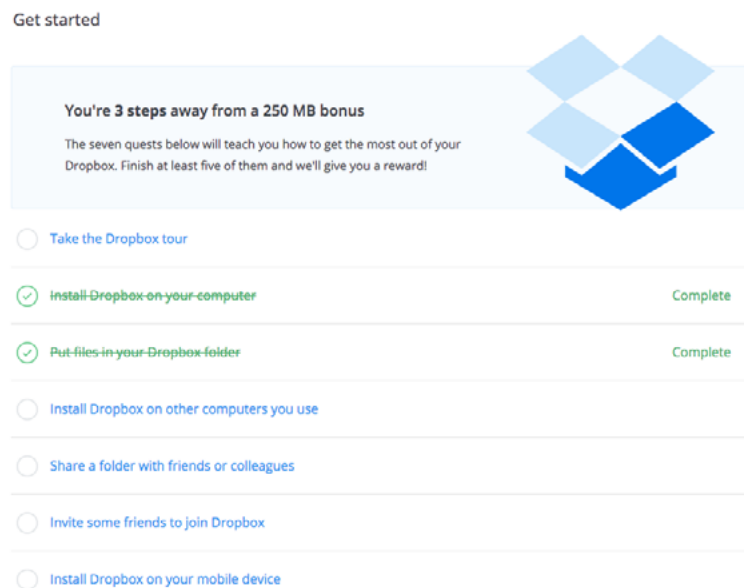 Get started
You're 3 steps away from a 250 MB bonus
The seven quests below will teach you how to get the most out of your
Dropbox. Finish at least five of them and we'll give you a reward!
Take the Dropbox tour
Install Dropbox on your computer Complete
Put files in your Dropbox folder Complete
Install Dropbox on other computers you use
Share a folder with friends or colleagues
Invite some friends to join Dropbox
Install Dropbox on your mobile device